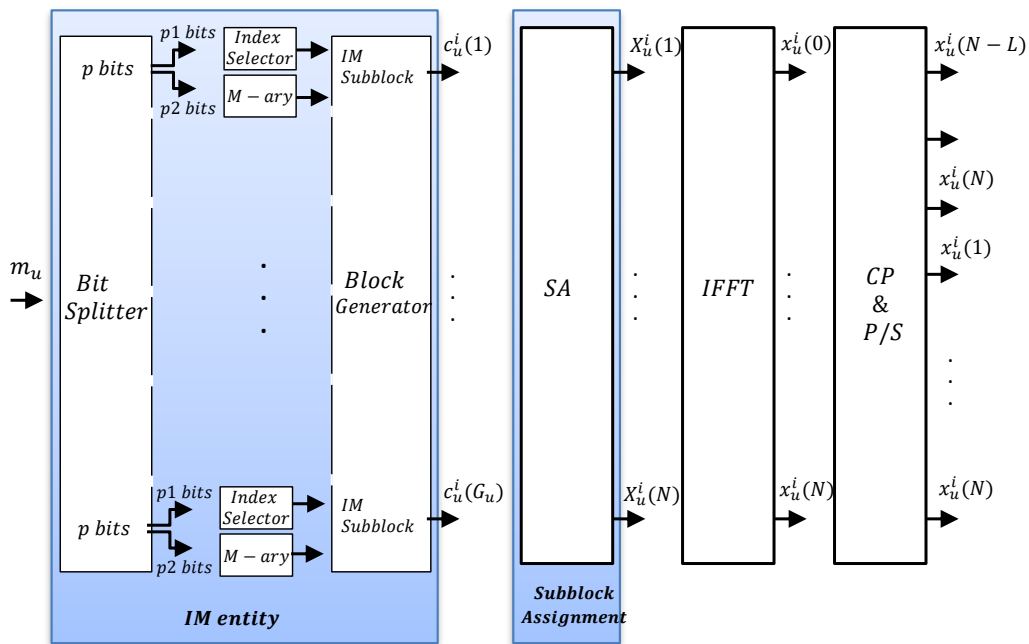 p1 bits
p bits
p2 bits
Index
Selector
M − ary
IM
Subblock
c_u^i(1)
X_u^i(1)
x_u^i(0)
x_u^i(N − L)
x_u^i(N)
x_u^i(1)
m_u
Bit
Splitter
Block
Generator
SA
IFFT
CP
&
P/S
p1 bits
p bits
p2 bits
Index
Selector
M − ary
IM
Subblock
c_u^i(G_u)
X_u^i(N)
x_u^i(N)
x_u^i(N)
IM entity
Subblock
Assignment